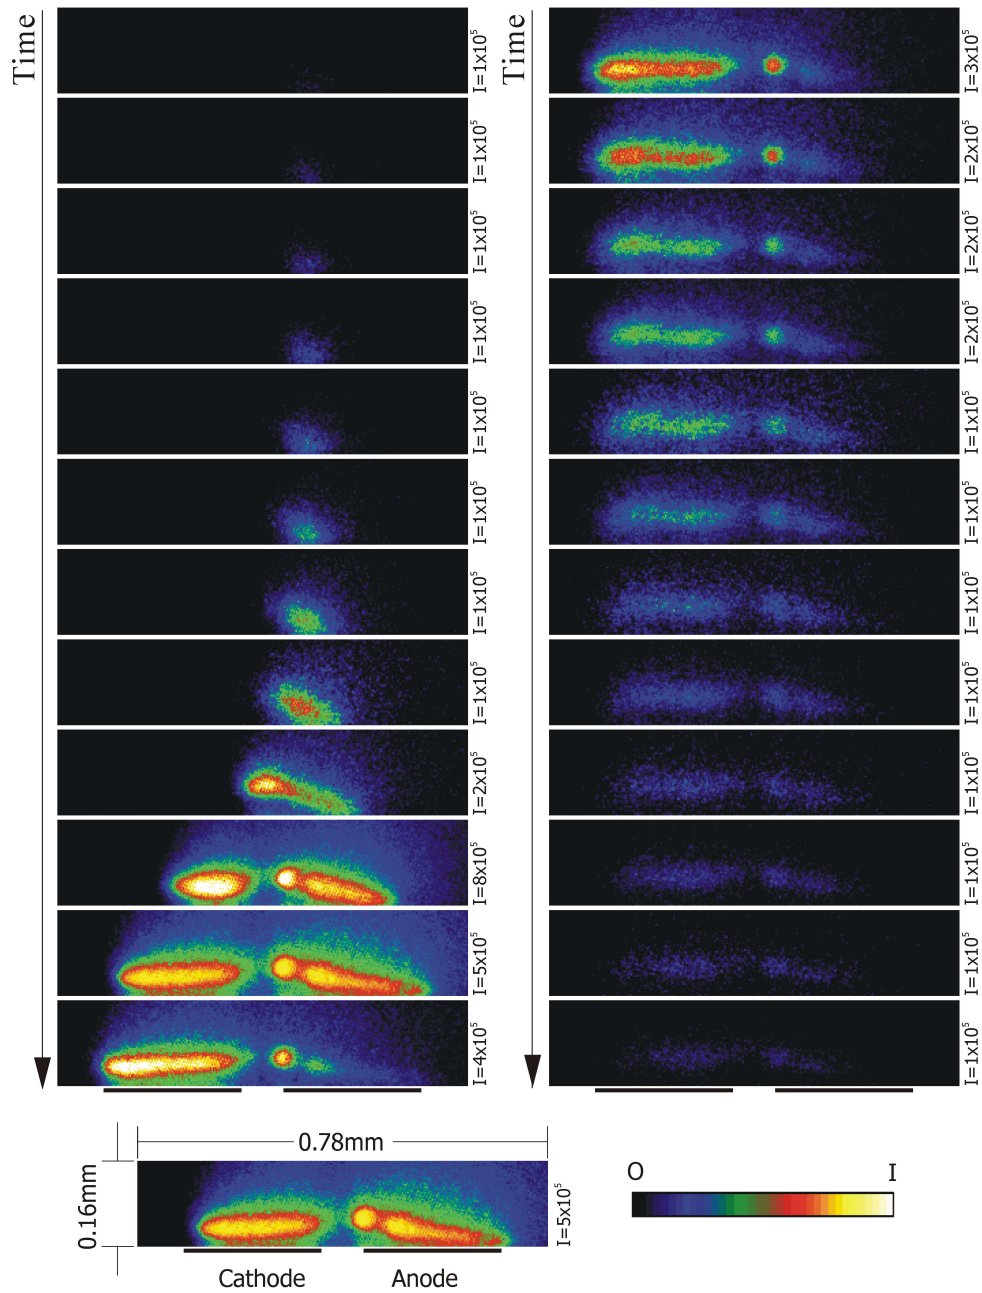 Time
I=1x10⁵
I=1x10⁵
I=1x10⁵
I=1x10⁵
I=1x10⁵
I=1x10⁵
I=1x10⁵
I=1x10⁵
I=2x10⁵
I=8x10⁵
I=5x10⁵
I=4x10⁵
Time
I=3x10⁵
I=2x10⁵
I=2x10⁵
I=2x10⁵
I=1x10⁵
I=1x10⁵
I=1x10⁵
I=1x10⁵
I=1x10⁵
I=1x10⁵
I=1x10⁵
I=1x10⁵
0.78mm
0.16mm
I=5x10⁵
Cathode Anode
O I